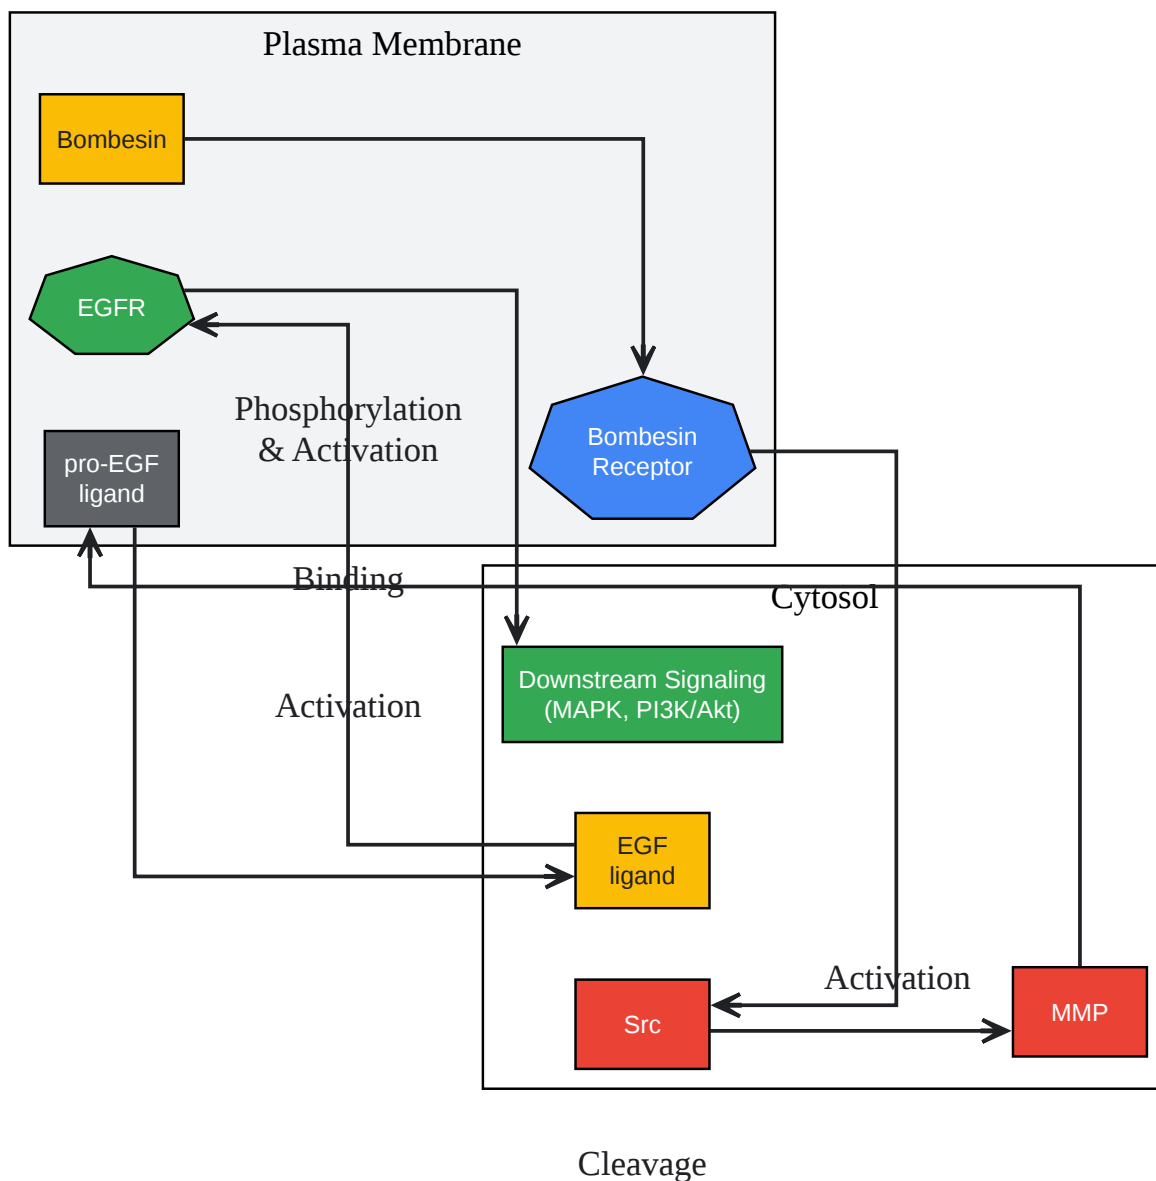 Plasma Membrane
Bombesin
EGFR
Phosphorylation
& Activation
Bombesin
Receptor
pro-EGF
ligand
Binding
Cytosol
Downstream Signaling
(MAPK, PI3K/Akt)
Activation
EGF
ligand
Activation
Src
MMP
Cleavage